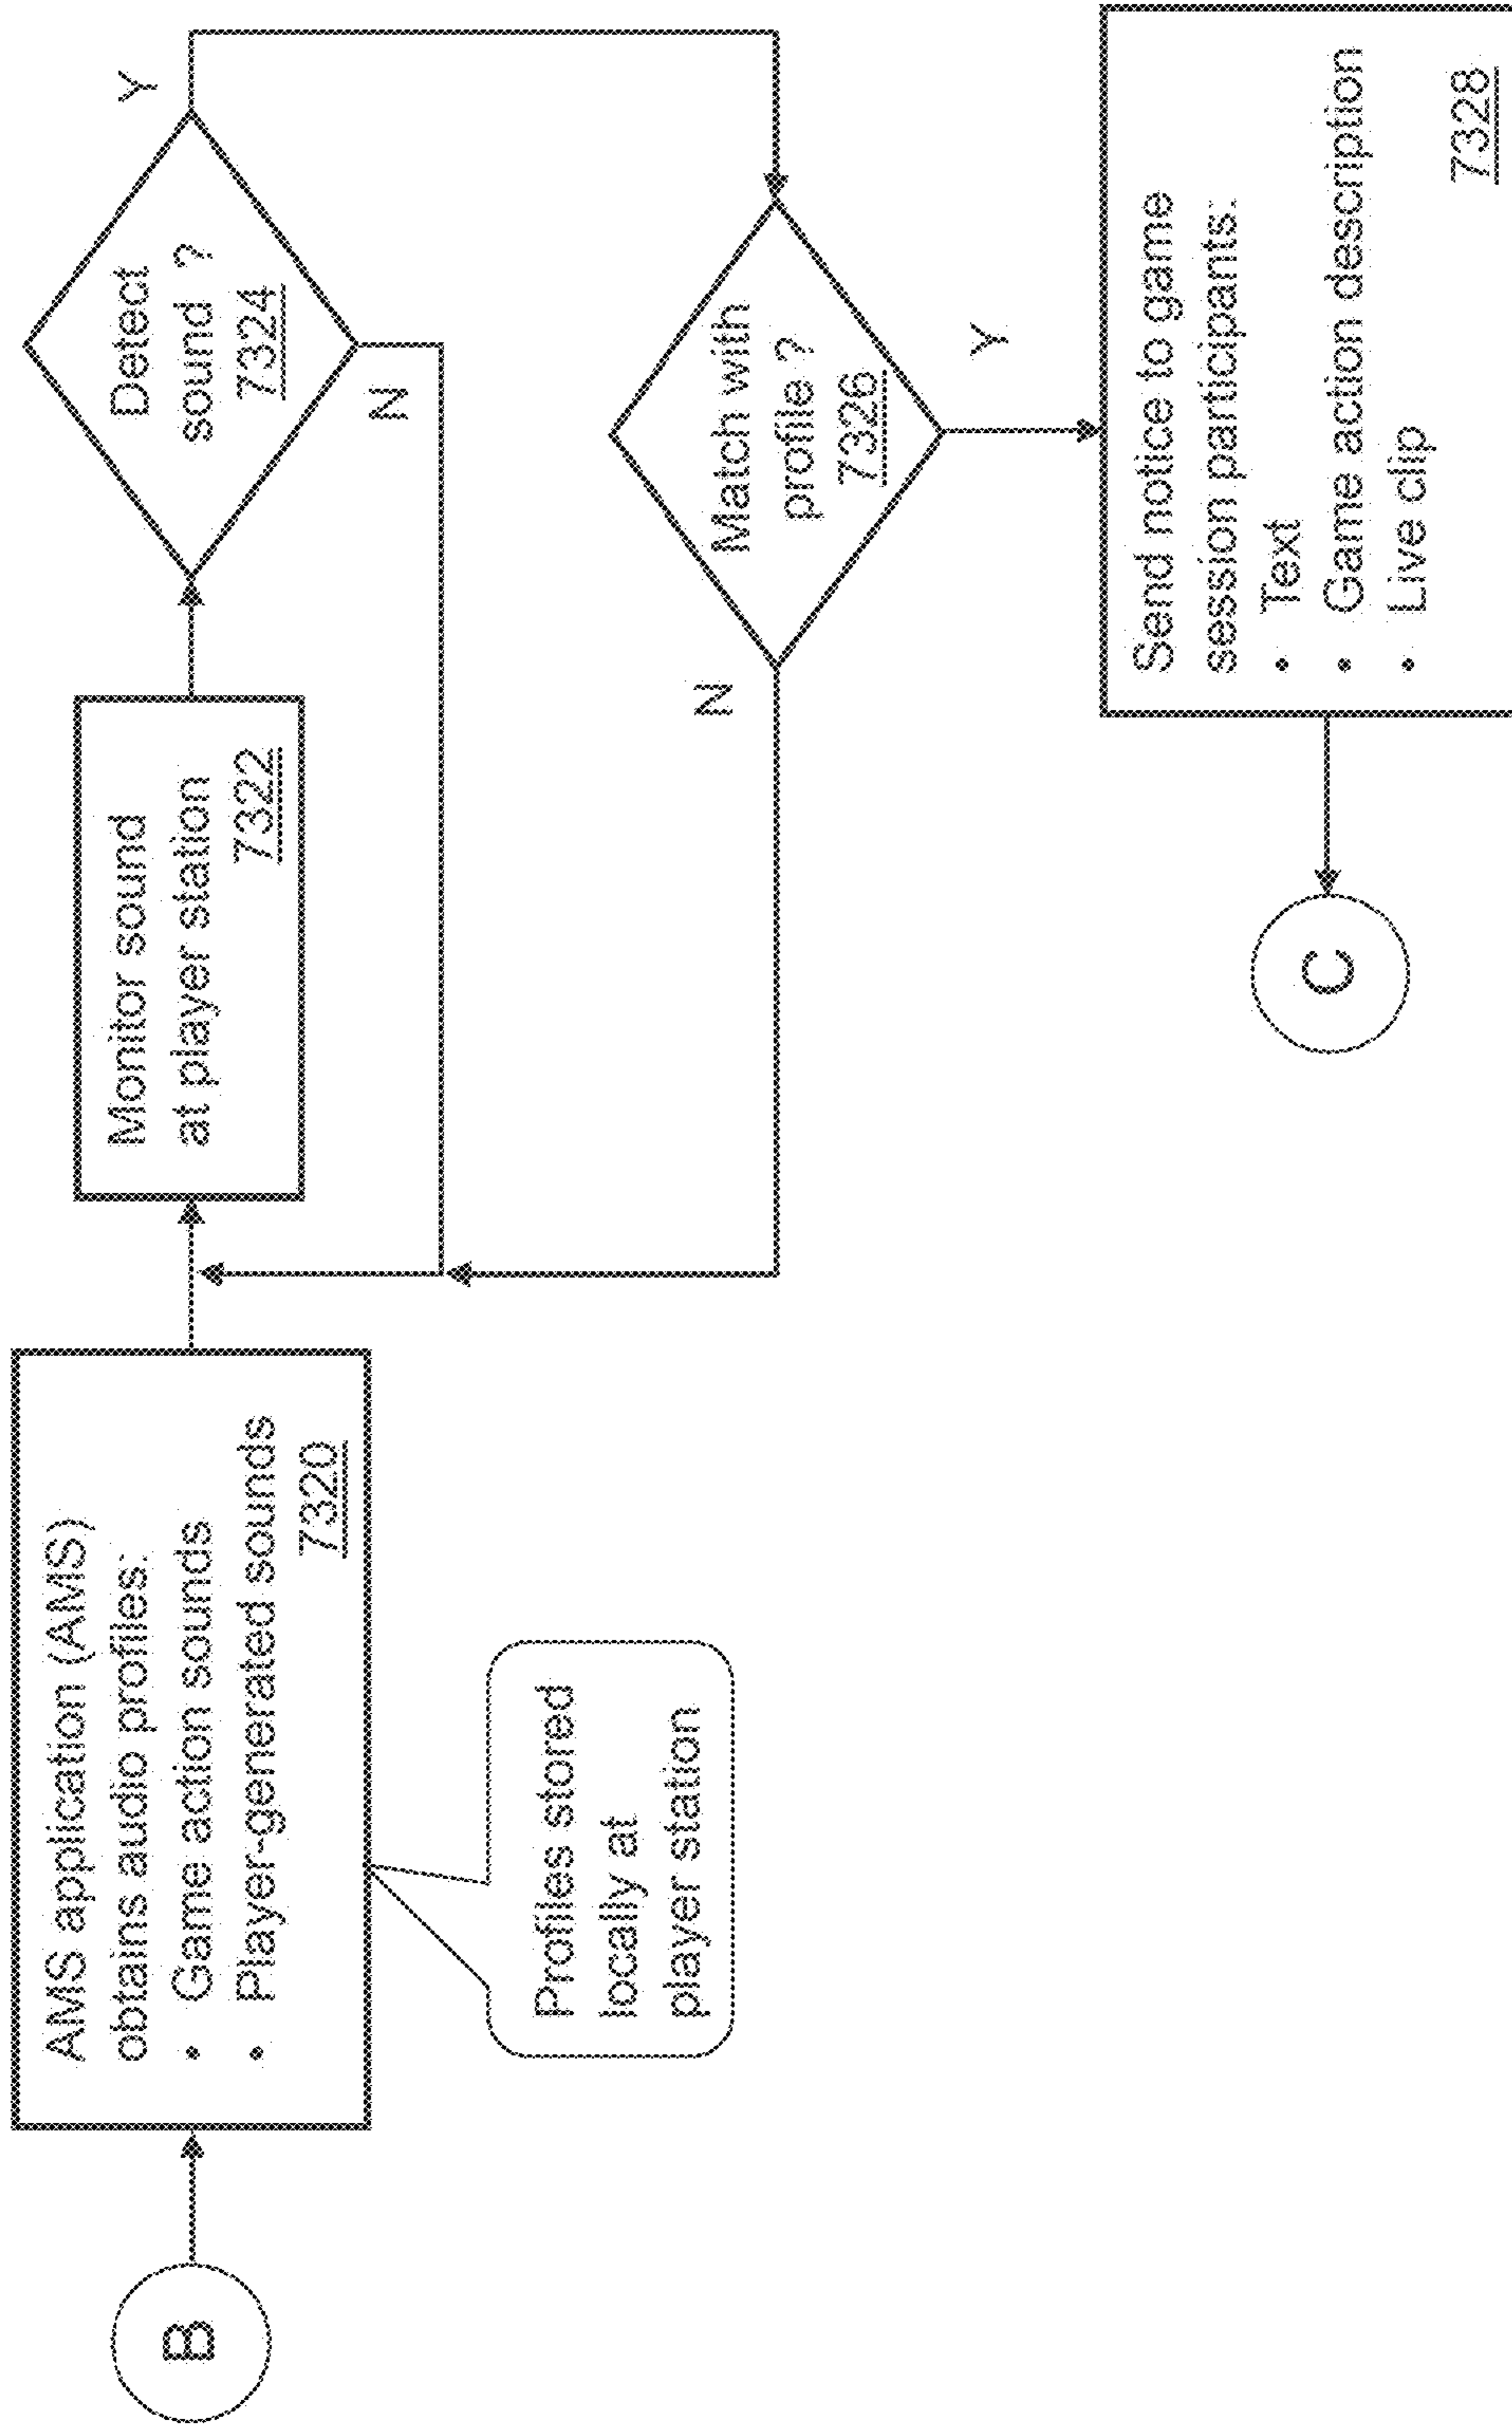 B
AMS application (AMS)
obtains audio profiles:
• Game action sounds
• Player-generated sounds
7320
Profiles stored
locally at
player station
Monitor sound
at player station
7322
Detect
sound ?
7324
Y
N
Match with
profile ?
7326
N
Y
Send notice to game
session participants:
• Text
• Game action description
• Live clip
7328
C